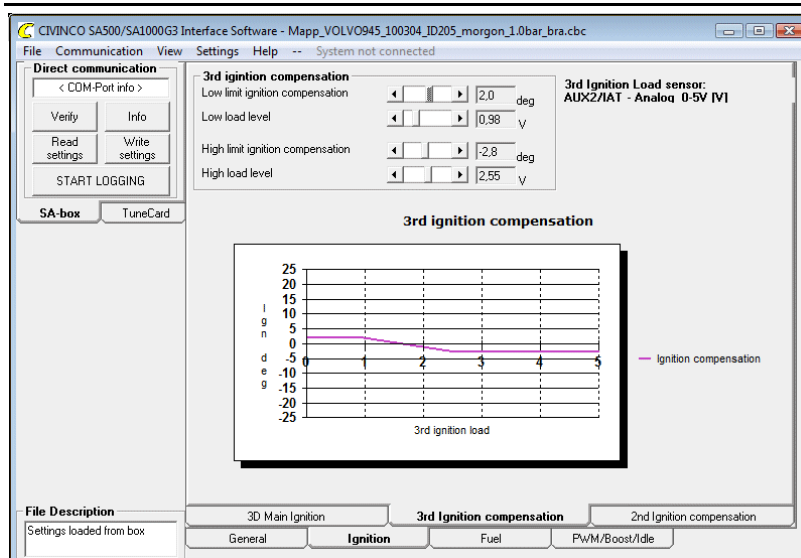 CIVINCO SA500/SA1000G3 Interface Software - Mapp_VOLVO945_100304_ID205_morgon_1.0bar_bra.cbc
File Communication View Settings Help -- System not connected
Direct communication
< COM-Port info >
Verify Info
Read settings Write settings
START LOGGING
SA-box TuneCard
3rd igintion compensation
Low limit ignition compensation 2,0 deg
Low load level 0,98 V
High limit ignition compensation -2,8 deg
High load level 2,55 V
3rd Ignition Load sensor:
AUX2/IAT - Analog 0-5V [V]
3rd ignition compensation
25
20
15
10
5
0
-5
-10
-15
-20
-25
Ign deg
0 1 2 3 4 5
3rd ignition load
Ignition compensation
File Description
Settings loaded from box
3D Main Ignition 3rd Ignition compensation 2nd Ignition compensation
General Ignition Fuel PWM/Boost/Idle